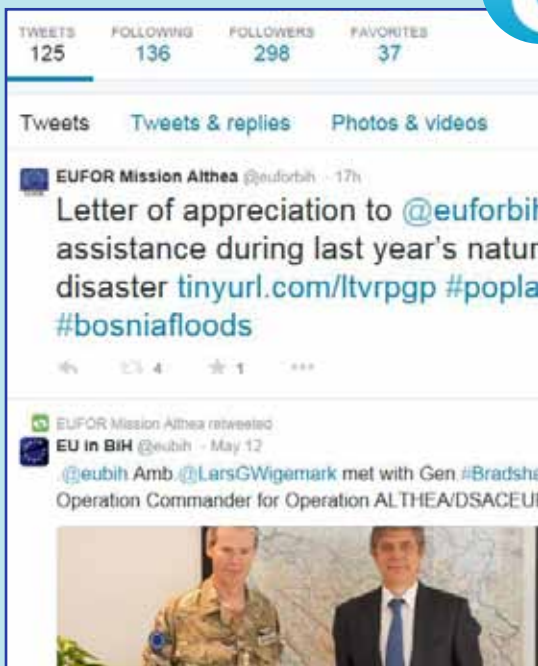 TWEETS FOLLOWING FOLLOWERS FAVORITES
125 136 298 37
Tweets Tweets & replies Photos & videos
EUFOR Mission Althea @euforbih · 17h
Letter of appreciation to @euforbih
assistance during last year's natur
disaster tinyurl.com/ltvrpgp #popla
#bosniafloods
4 1
EUFOR Mission Althea retweeted
EU in BiH @eubih · May 12
.@eubih Amb.@LarsGWigemark met with Gen.#Bradsha
Operation Commander for Operation ALTHEA/DSACEU